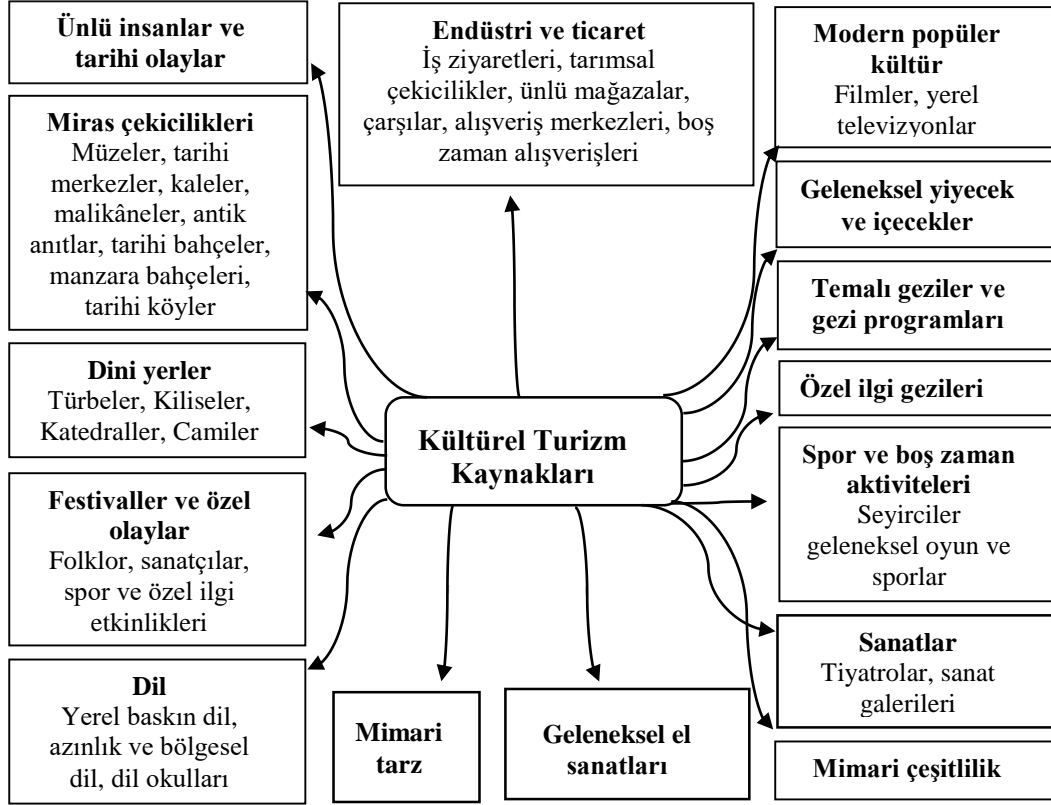 Ünlü insanlar ve
tarihi olaylar
Miras çekicilikleri
Müzeler, tarihi
merkezler, kaleler,
malikâneler, antik
anıtlar, tarihi bahçeler,
manzara bahçeleri,
tarihi köyler
Dini yerler
Türbeler, Kiliseler,
Katedraller, Camiler
Festivaller ve özel
olaylar
Folklor, sanatçılar,
spor ve özel ilgi
etkinlikleri
Dil
Yerel baskın dil,
azınlık ve bölgesel
dil, dil okulları
Endüstri ve ticaret
İş ziyaretleri, tarımsal
çekicilikler, ünlü mağazalar,
çarşılar, alışveriş merkezleri, boş
zaman alışverişleri
Kültürel Turizm
Kaynakları
Mimari
tarz
Geleneksel el
sanatları
Modern popüler
kültür
Filmler, yerel
televizyonlar
Geleneksel yiyecek
ve içecekler
Temalı geziler ve
gezi programları
Özel ilgi gezileri
Spor ve boş zaman
aktiviteleri
Seyirciler
geleneksel oyun ve
sporlar
Sanatlar
Tiyatrolar, sanat
galerileri
Mimari çeşitlilik